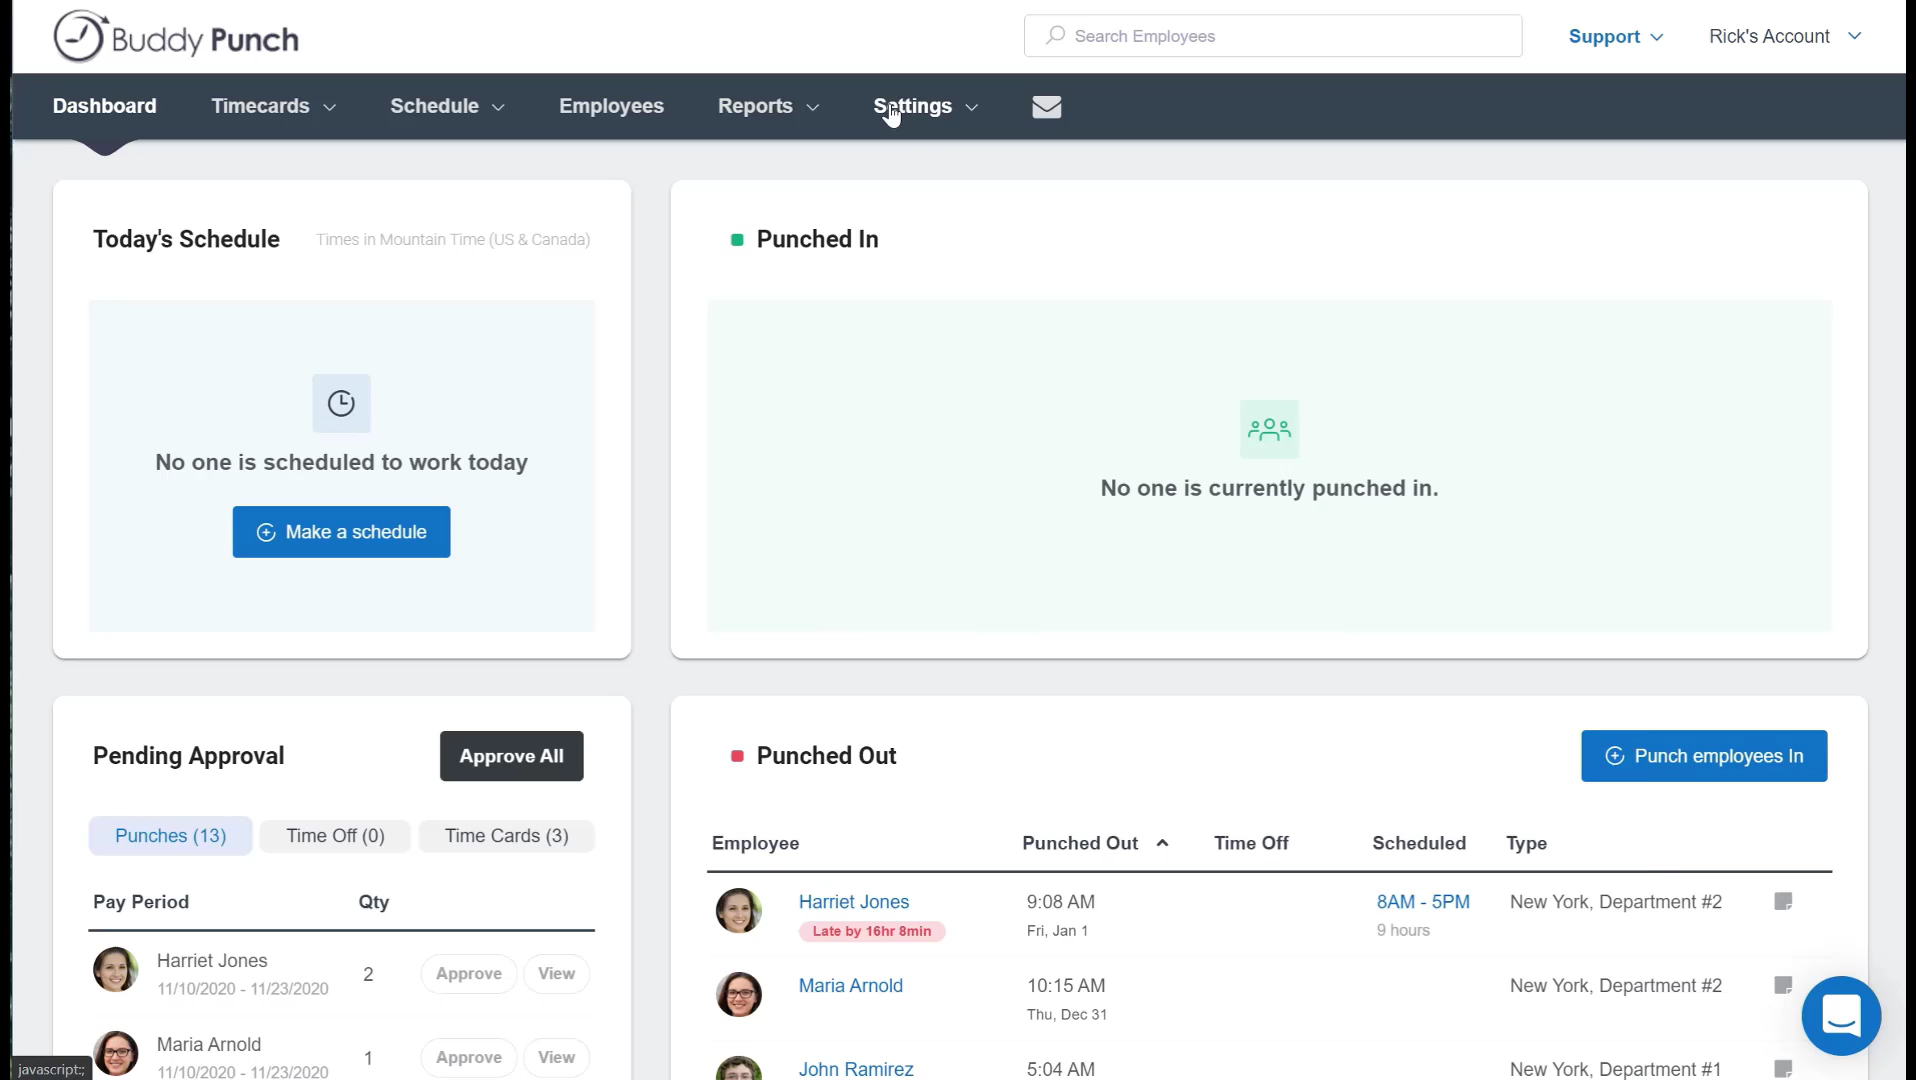 Buddy Punch
Search Employees
Support
Rick's Account
Dashboard
Timecards
Schedule
Employees
Reports
Settings
Today's Schedule
Times in Mountain Time (US & Canada)
No one is scheduled to work today
Make a schedule
Punched In
No one is currently punched in.
Pending Approval
Approve All
Punches (13)
Time Off (0)
Time Cards (3)
Pay Period
Qty
Harriet Jones
11/10/2020 - 11/23/2020
2
Approve
View
Maria Arnold
11/10/2020 - 11/23/2020
1
Approve
View
Punched Out
Punch employees In
Employee
Punched Out
Time Off
Scheduled
Type
Harriet Jones
Late by 16hr 8min
9:08 AM
Fri, Jan 1
8AM - 5PM
9 hours
New York, Department #2
Maria Arnold
10:15 AM
Thu, Dec 31
New York, Department #2
John Ramirez
5:04 AM
New York, Department #1
javascript:;